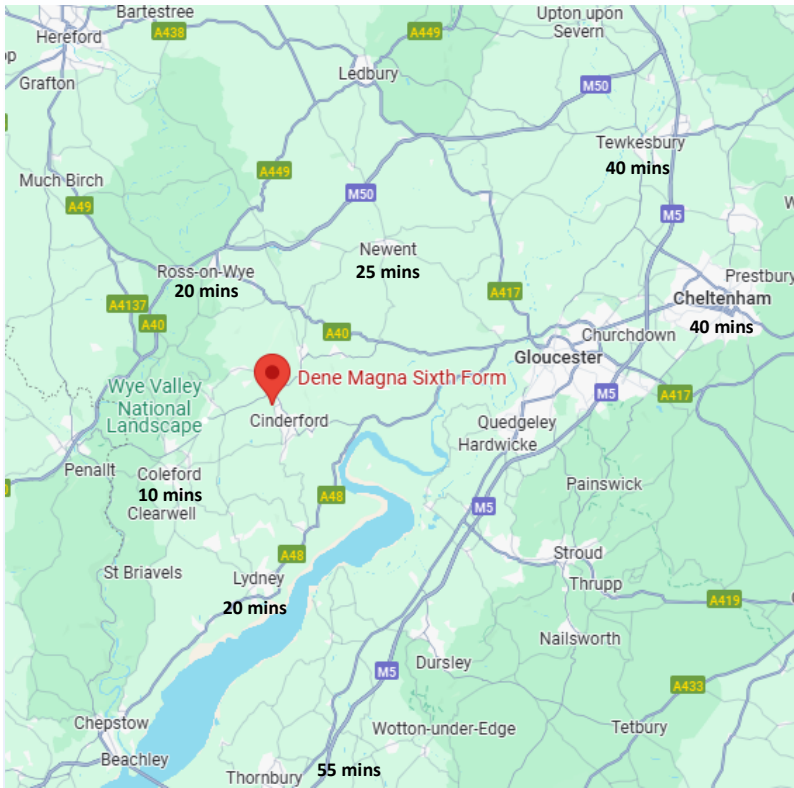 Bartestree
Upton upon
Severn
Hereford
A438
A449
op
Ledbury
Grafton
M50
Tewkesbury
40 mins
A449
Much Birch
M50
A49
M5
W
Newent
25 mins
Ross-on-Wye
20 mins
Prestbury
A417
Cheltenham
40 mins
A4137
A40
A40
Churchdown
Gloucester
Dene Magna Sixth Form
Wye Valley
National
Landscape
M5
A417
Cinderford
Quedgeley
Hardwicke
Penallt
Coleford
10 mins
Clearwell
A48
Painswick
M5
A48
Stroud
St Briavels
Lydney
20 mins
Thrupp
A419
Nailsworth
Dursley
M5
A433
Chepstow
Wotton-under-Edge
Tetbury
Beachley
Thornbury
55 mins